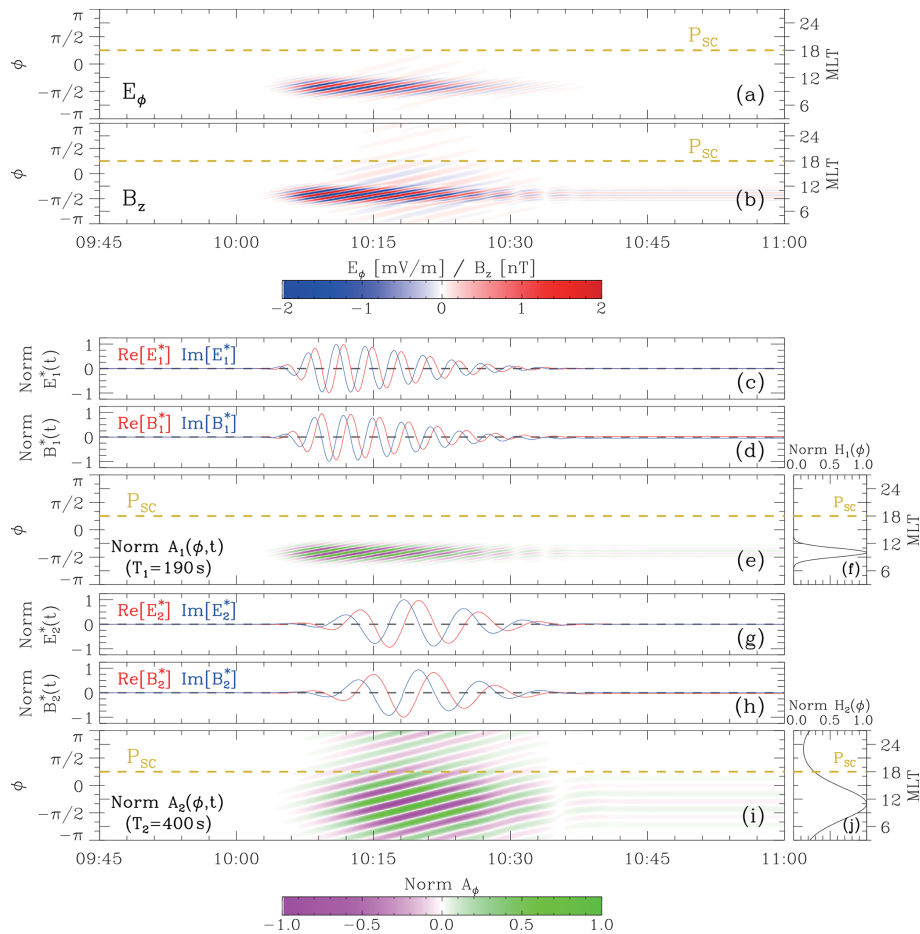 π
π/2
0
−π/2
−π
ϕ
E_ϕ
P_SC
(a)
24
18
12
6
MLT
π/2
0
−π/2
−π
π
ϕ
B_z
P_SC
(b)
24
18
12
6
MLT
09:45 10:00 10:15 10:30 10:45 11:00
E_ϕ [mV/m] / B_z [nT]
−2 −1 0 1 2
Norm
E*_1(t)
1
0
−1
Re[E*_1] Im[E*_1]
(c)
Norm
B*_1(t)
1
0
−1
Re[B*_1] Im[B*_1]
(d)
Norm H_1(ϕ)
0.0 0.5 1.0
π
π/2
0
−π/2
−π
ϕ
P_SC
Norm A_1(ϕ,t)
(T_1=190s)
(e)
P_SC
(f)
24
18
12
6
MLT
Norm
E*_2(t)
1
0
−1
Re[E*_2] Im[E*_2]
(g)
Norm
B*_2(t)
1
0
−1
Re[B*_2] Im[B*_2]
(h)
Norm H_2(ϕ)
0.0 0.5 1.0
π
π/2
0
−π/2
−π
ϕ
P_SC
Norm A_2(ϕ,t)
(T_2=400s)
(i)
P_SC
(j)
24
18
12
6
MLT
09:45 10:00 10:15 10:30 10:45 11:00
Norm A_ϕ
−1.0 −0.5 0.0 0.5 1.0